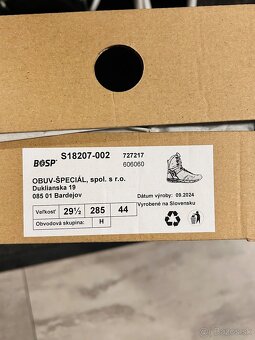 BOSP S18207-002 727217
606060
OBUV-ŠPECIÁL, spol. s r.o.
Duklianska 19
085 01 Bardejov
Dátum výroby: 09.2024
Vyrobené na Slovensku
Veľkosť 29½ 285 44
Obvodová skupina: H